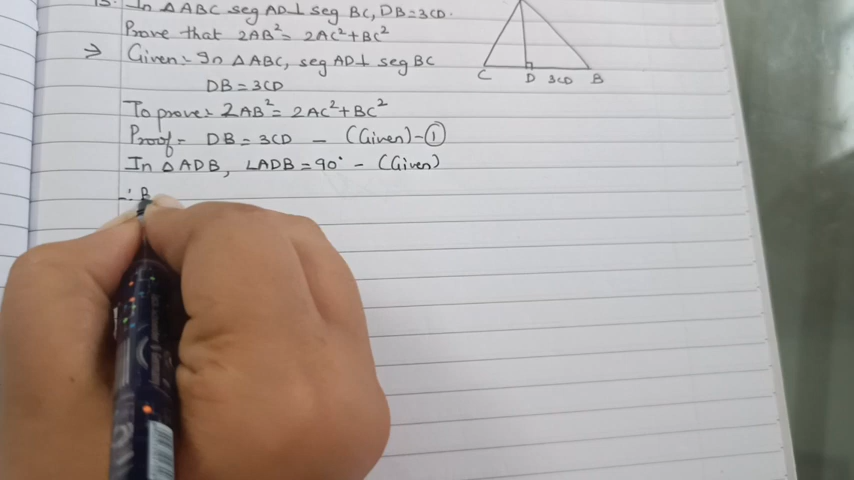 13. In △ABC seg AD⊥ seg BC, DB=3CD.
Prove that 2AB²= 2AC²+BC²
⇒ Given:- In △ABC, seg AD⊥ seg BC
DB=3CD
To prove:- 2AB²= 2AC²+BC²
Proof- DB=3CD - (Given)-①
In △ADB, ∠ADB=90° - (Given)
∴ B
C D 3CD B